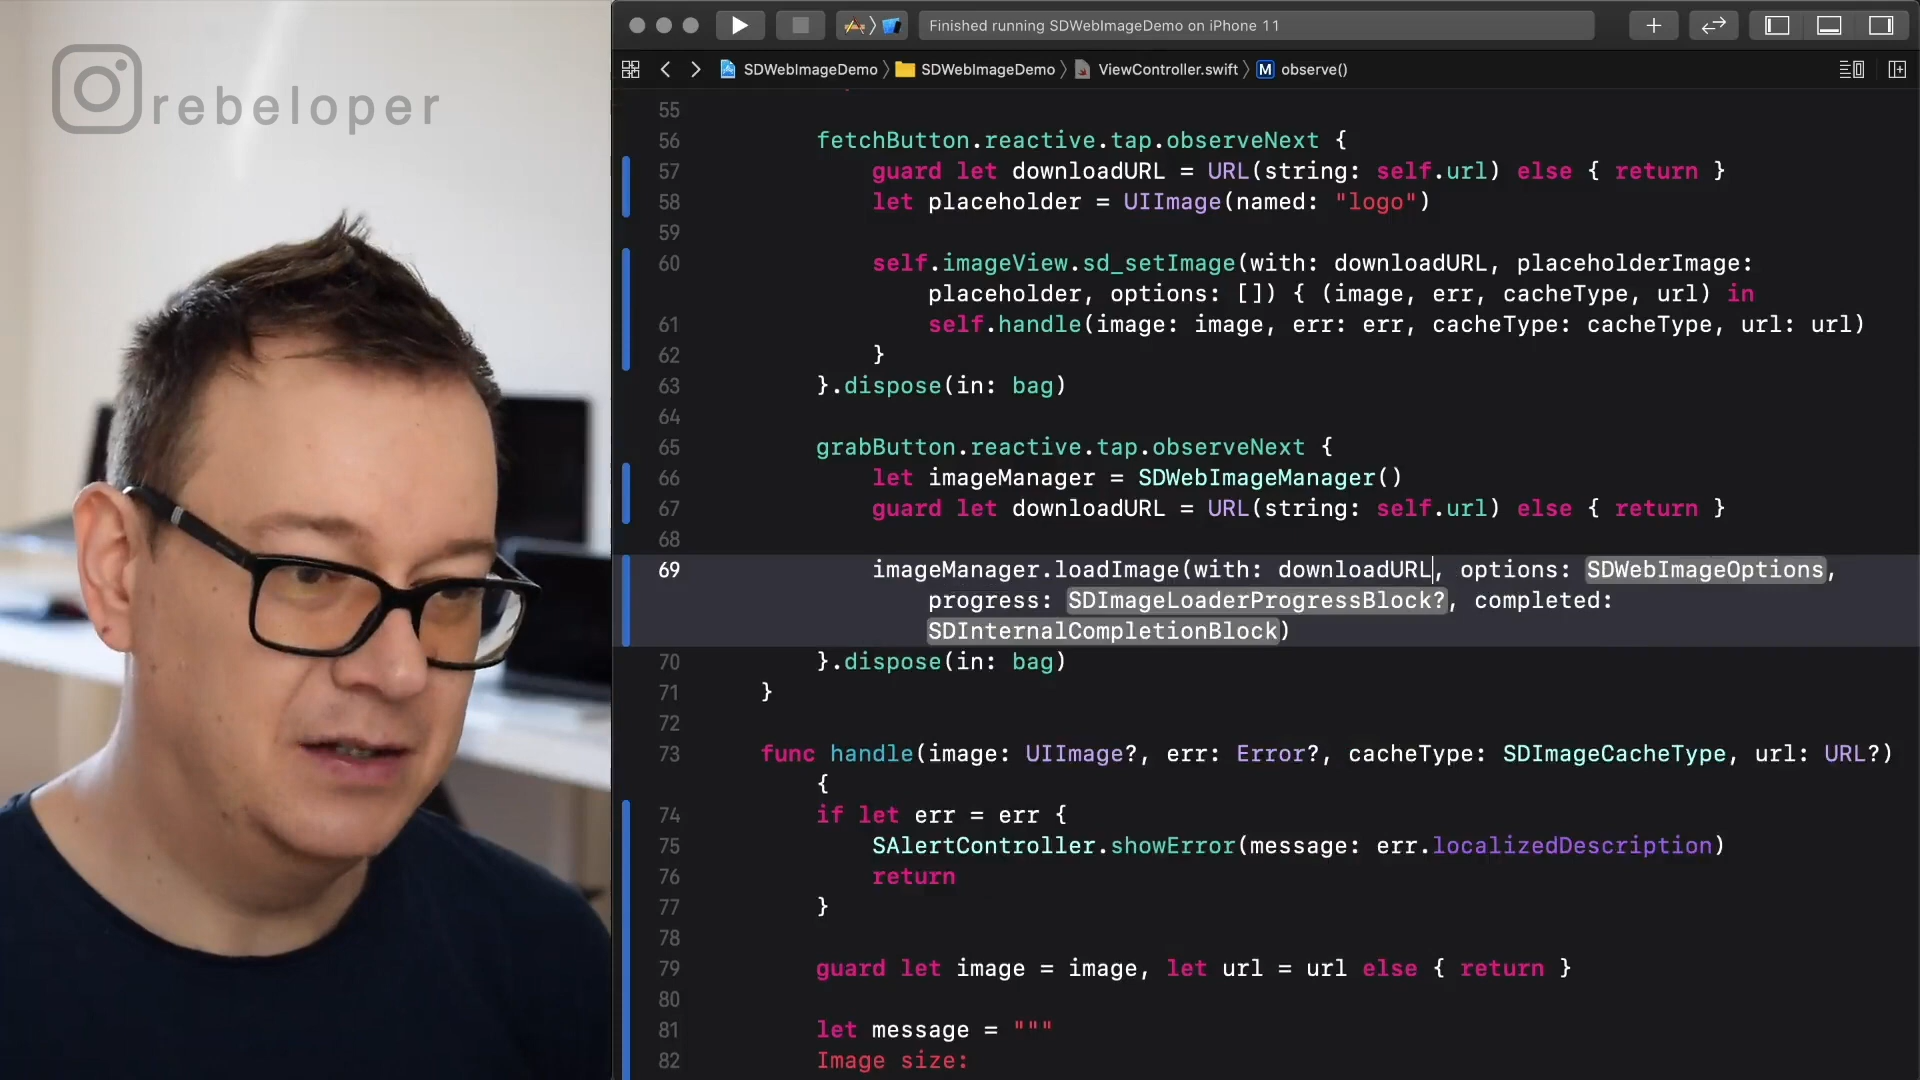 rebeloper
Finished running SDWebImageDemo on iPhone 11
SDWebImageDemo 〉 SDWebImageDemo 〉 ViewController.swift 〉 M observe()
55
56 fetchButton.reactive.tap.observeNext {
57 guard let downloadURL = URL(string: self.url) else { return }
58 let placeholder = UIImage(named: "logo")
59
60 self.imageView.sd_setImage(with: downloadURL, placeholderImage:
placeholder, options: []) { (image, err, cacheType, url) in
61 self.handle(image: image, err: err, cacheType: cacheType, url: url)
62 }
63 }.dispose(in: bag)
64
65 grabButton.reactive.tap.observeNext {
66 let imageManager = SDWebImageManager()
67 guard let downloadURL = URL(string: self.url) else { return }
68
69 imageManager.loadImage(with: downloadURL, options: SDWebImageOptions,
progress: SDImageLoaderProgressBlock?, completed:
SDInternalCompletionBlock)
70 }.dispose(in: bag)
71 }
72
73 func handle(image: UIImage?, err: Error?, cacheType: SDImageCacheType, url: URL?)
{
74 if let err = err {
75 SAlertController.showError(message: err.localizedDescription)
76 return
77 }
78
79 guard let image = image, let url = url else { return }
80
81 let message = """
82 Image size: